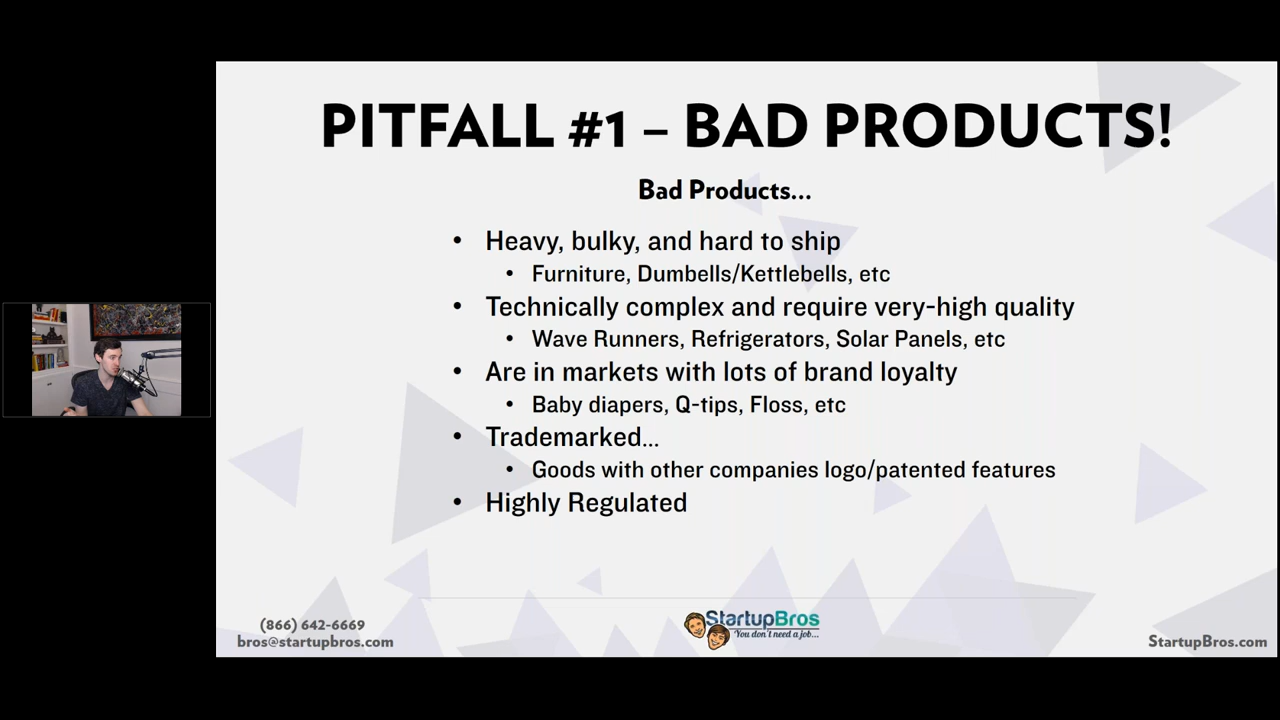 PITFALL #1 – BAD PRODUCTS!
Bad Products...
• Heavy, bulky, and hard to ship
• Furniture, Dumbells/Kettlebells, etc
• Technically complex and require very-high quality
• Wave Runners, Refrigerators, Solar Panels, etc
• Are in markets with lots of brand loyalty
• Baby diapers, Q-tips, Floss, etc
• Trademarked...
• Goods with other companies logo/patented features
• Highly Regulated
(866) 642-6669
bros@startupbros.com
StartupBros
"You don't need a job...
StartupBros.com